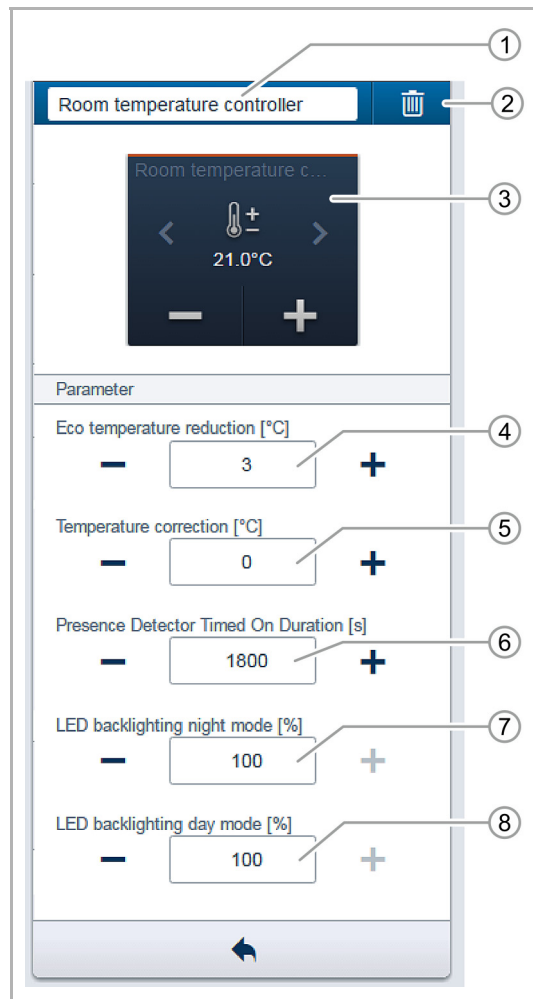 1
Room temperature controller
2
Room temperature c...
3
21.0°C
Parameter
Eco temperature reduction [°C]
4
3
Temperature correction [°C]
5
0
Presence Detector Timed On Duration [s]
6
1800
LED backlighting night mode [%]
7
100
LED backlighting day mode [%]
8
100